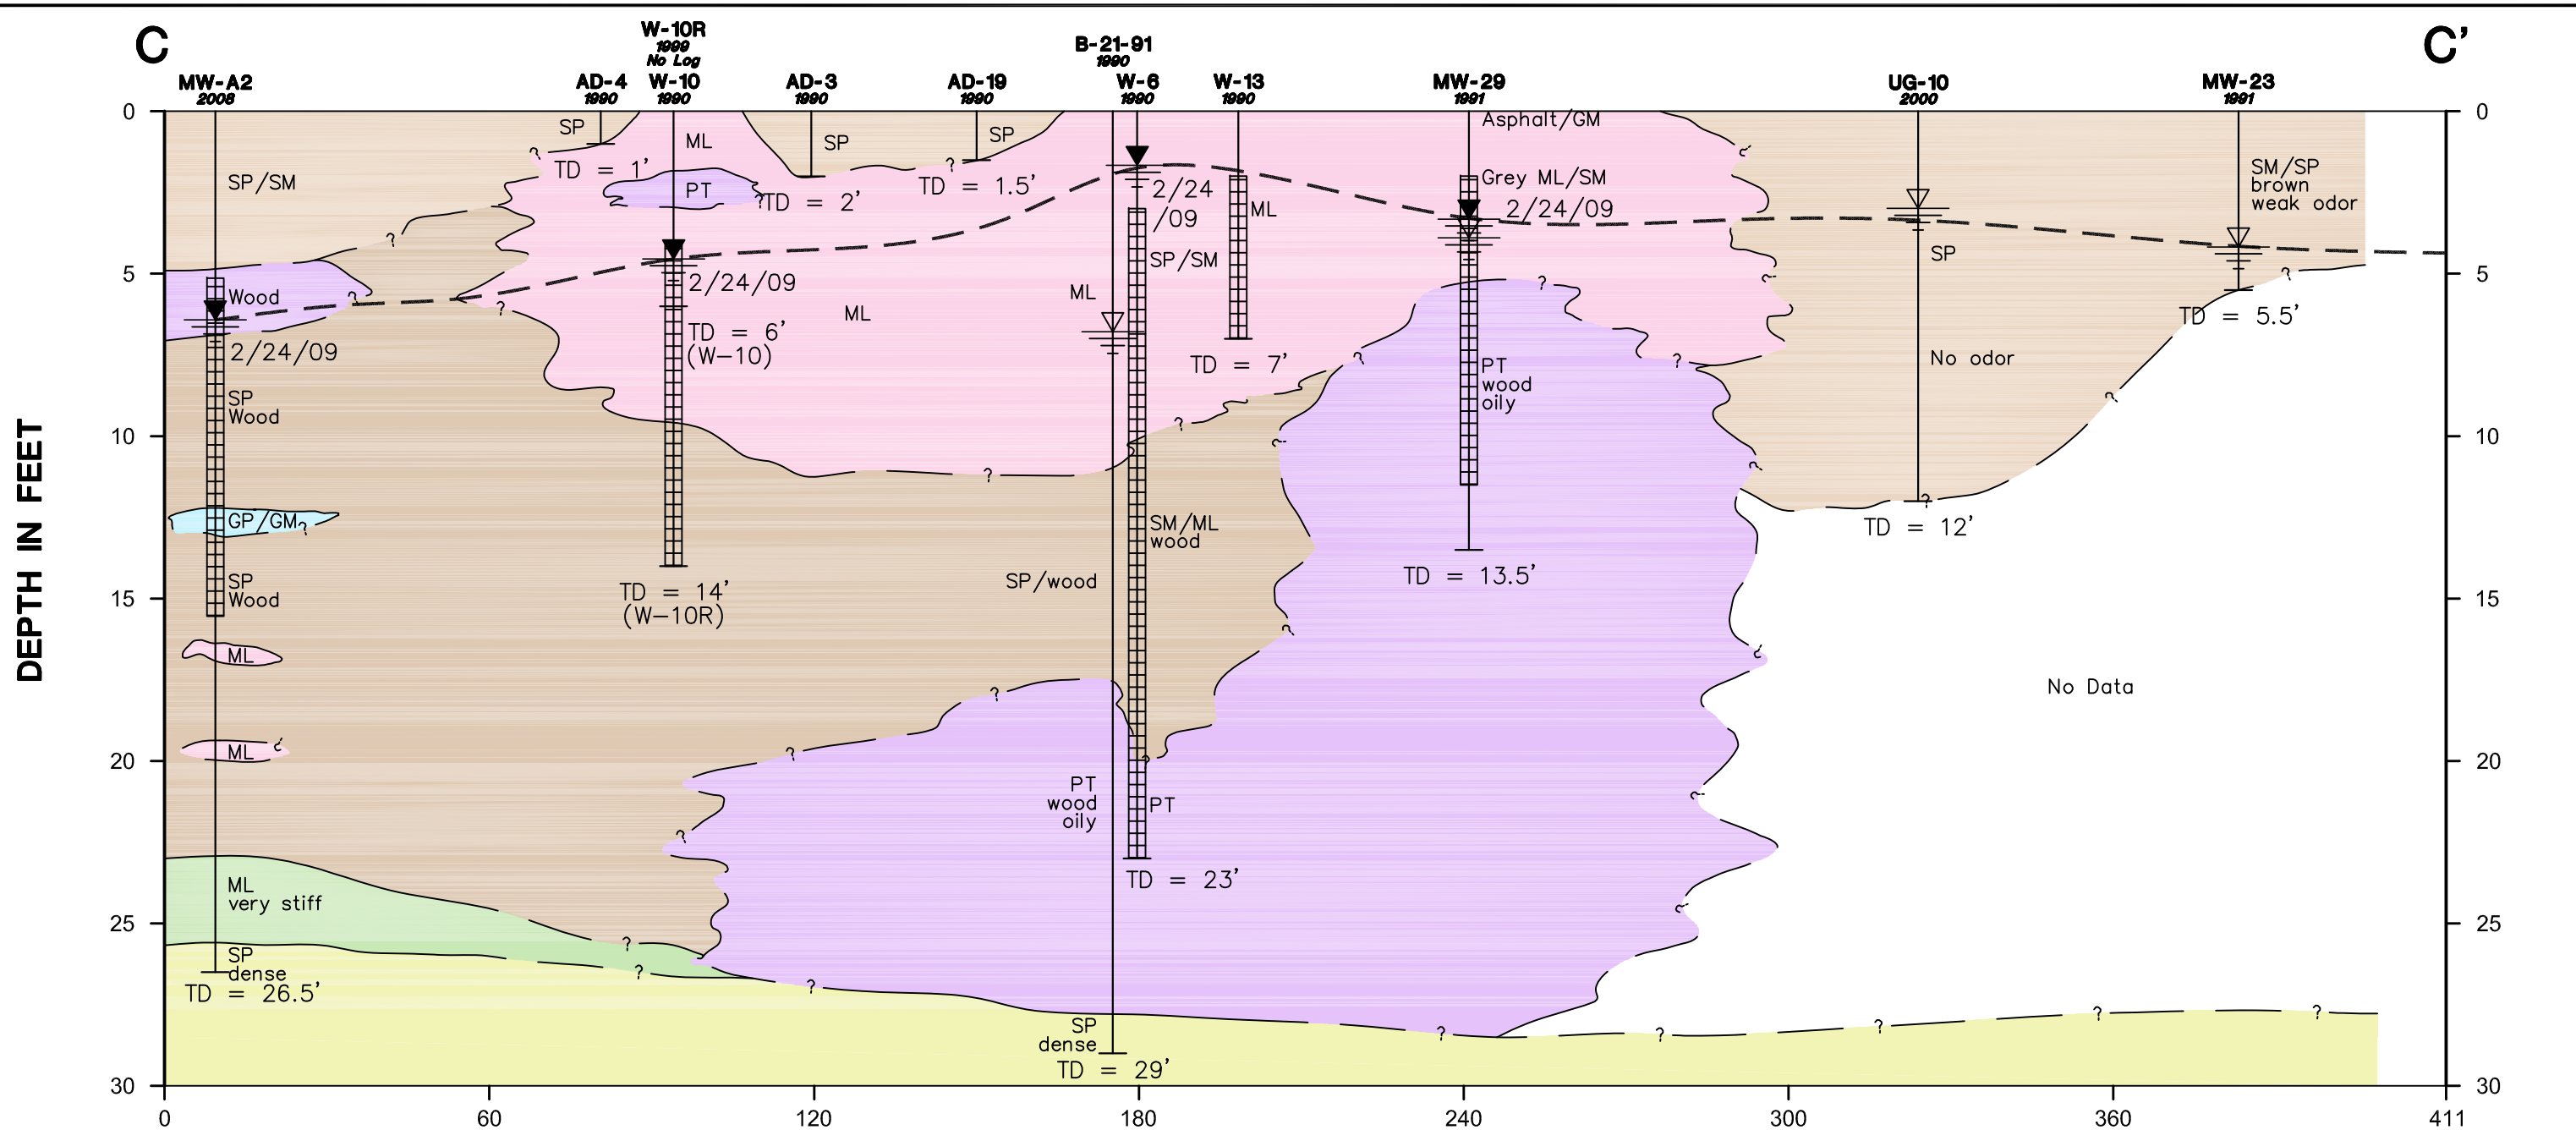 C
C'
W-10R
1999
No Log
B-21-91
1990
MW-A2
2008
AD-4
1990
W-10
1990
AD-3
1990
AD-19
1990
W-6
1990
W-13
1990
MW-29
1991
UG-10
2000
MW-23
1991
DEPTH IN FEET
0
5
10
15
20
25
30
0
5
10
15
20
25
30
SP/SM
Wood
2/24/09
SP
Wood
GP/GM
?
SP
Wood
ML
ML
?
ML
very stiff
SP
dense
TD = 26.5'
?
?
?
?
SP
TD = 1'
ML
PT
?
2/24/09
TD = 6'
(W-10)
TD = 14'
(W-10R)
SP
TD = 2'
?
SP
TD = 1.5'
ML
?
ML
SP/wood
?
?
?
PT
wood
oily
?
?
?
SP
dense
TD = 29'
2/24
/09
SP/SM
SM/ML
wood
?
PT
TD = 23'
ML
TD = 7'
?
?
?
?
Asphalt/GM
Grey ML/SM
2/24/09
?
PT
wood
oily
TD = 13.5'
?
?
?
?
?
?
?
?
SP
No odor
?
TD = 12'
?
SM/SP
brown
weak odor
?
TD = 5.5'
No Data
?
?
?
?
?
0
60
120
180
240
300
360
411